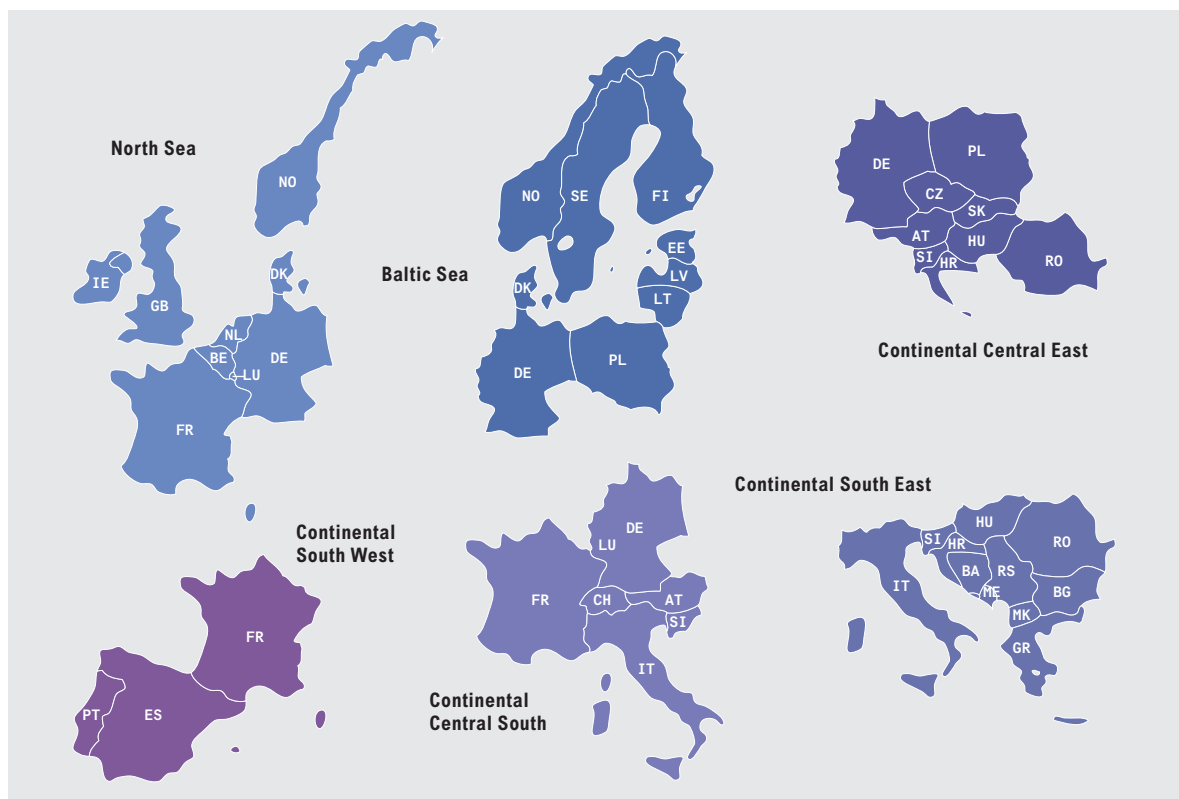 North Sea
NO
IE
GB
DK
NL
BE
DE
LU
FR
Baltic Sea
NO
SE
FI
EE
LV
LT
DK
DE
PL
Continental Central East
DE
PL
CZ
SK
AT
HU
SI
HR
RO
Continental
South West
FR
PT
ES
Continental
Central South
DE
LU
FR
CH
AT
SI
IT
Continental South East
HU
SI
HR
RO
BA
RS
IT
ME
BG
MK
GR